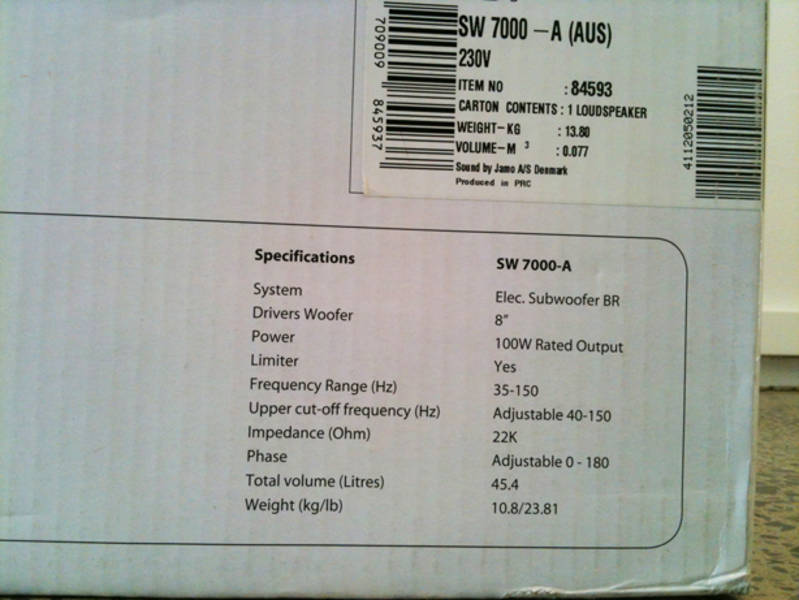 SW 7000 -A (AUS)
230V
ITEM NO : 84593
CARTON CONTENTS : 1 LOUDSPEAKER
WEIGHT-KG : 13.80
VOLUME-M 3 : 0.077
Sound by Jamo A/S Denmark
Produced in PRC
709009 845937
4112050212
Specifications SW 7000-A
System Elec. Subwoofer BR
Drivers Woofer 8"
Power 100W Rated Output
Limiter Yes
Frequency Range (Hz) 35-150
Upper cut-off frequency (Hz) Adjustable 40-150
Impedance (Ohm) 22K
Phase Adjustable 0 - 180
Total volume (Litres) 45.4
Weight (kg/lb) 10.8/23.81